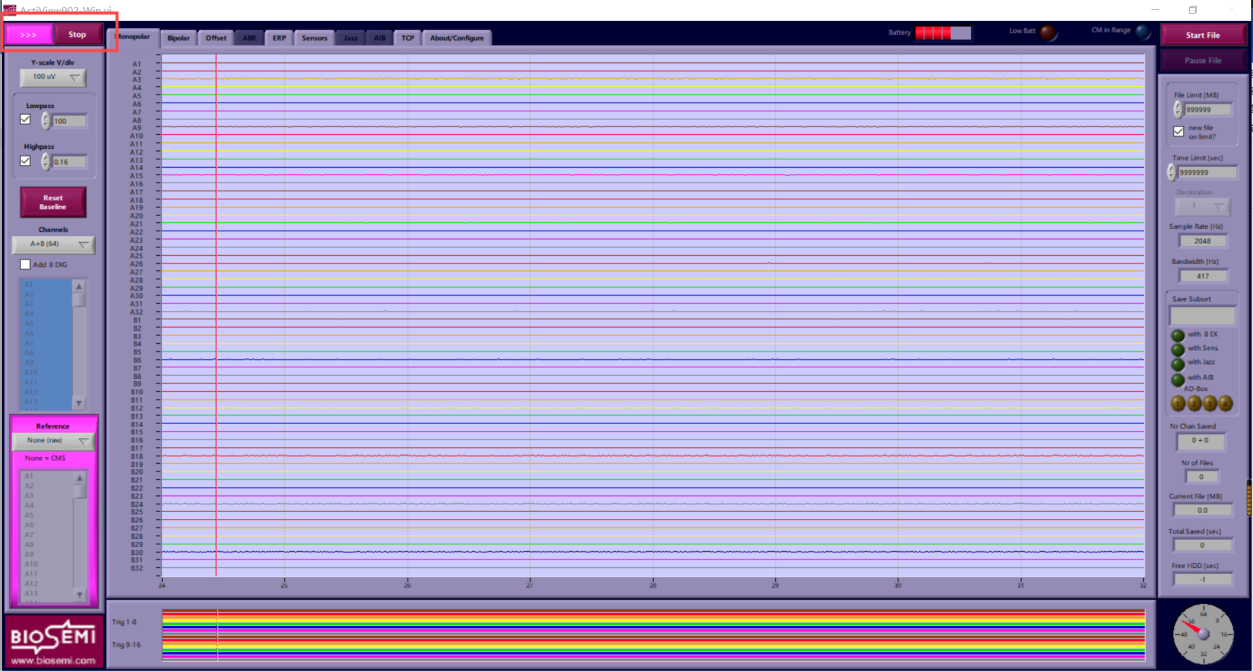 ActiView902-Win.vi
>>> Stop
Monopolar Bipolar Offset ABR ERP Sensors Jazz AIB TCP About/Configure
Battery Low Batt CM in Range
Start File
Pause File
Y-scale V/div
100 uV
Lowpass
100
Highpass
0.16
Reset
Baseline
Channels
A+B (64)
Add 8 EXG
A1
A2
A3
A4
A5
A6
A7
A8
A9
A10
A11
A12
A13
Reference
None (raw)
None = CMS
A1
A2
A3
A4
A5
A6
A7
A8
A9
A10
A11
A12
A13
BIOSEMI
www.biosemi.com
A1
A2
A3
A4
A5
A6
A7
A8
A9
A10
A11
A12
A13
A14
A15
A16
A17
A18
A19
A20
A21
A22
A23
A24
A25
A26
A27
A28
A29
A30
A31
A32
B1
B2
B3
B4
B5
B6
B7
B8
B9
B10
B11
B12
B13
B14
B15
B16
B17
B18
B19
B20
B21
B22
B23
B24
B25
B26
B27
B28
B29
B30
B31
B32
24 25 26 27 28 29 30 31 32
Trig 1-8
Trig 9-16
File Limit (MB)
999999
new file
on limit?
Time Limit (sec)
9999999
Decimation
1
Sample Rate (Hz)
2048
Bandwidth (Hz)
417
Save Subset
with 8 EX
with Sens
with Jazz
with AIB
AD-Box
1 2 3 4
Nr Chan Saved
0 + 0
Nr of Files
0
Current File (MB)
0.0
Total Saved (sec)
0
Free HDD (sec)
-1
64
56 8
48 16
40 24
32